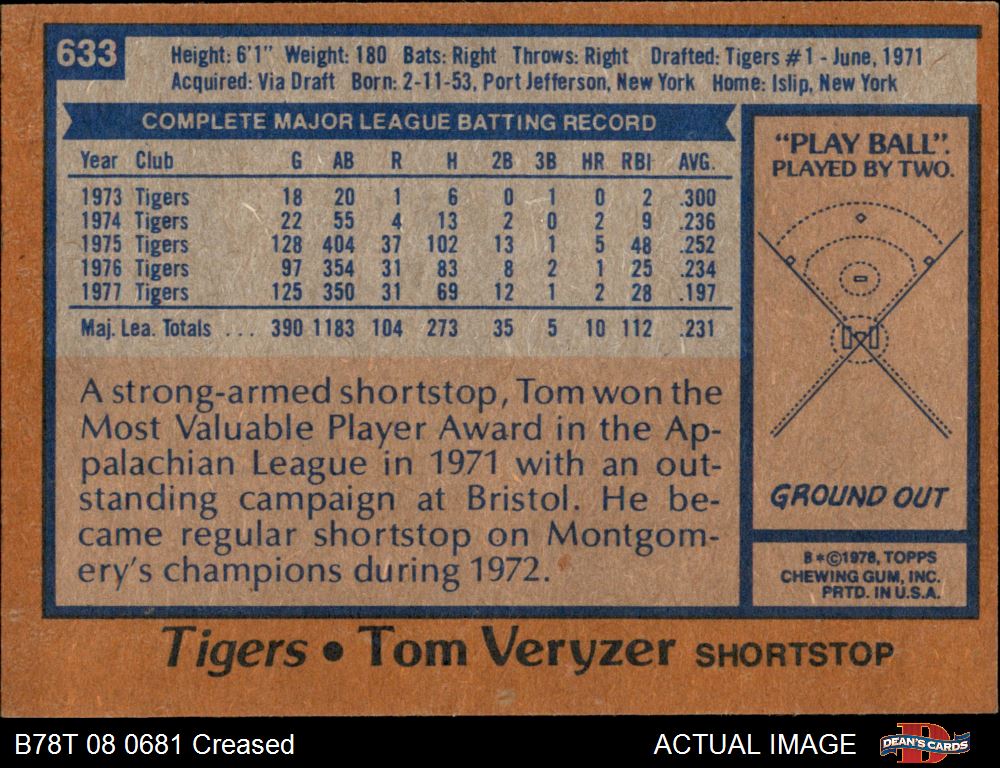 633
Height: 6'1" Weight: 180 Bats: Right Throws: Right Drafted: Tigers #1 - June, 1971
Acquired: Via Draft Born: 2-11-53, Port Jefferson, New York Home: Islip, New York
COMPLETE MAJOR LEAGUE BATTING RECORD
Year Club G AB R H 2B 3B HR RBI AVG.
1973 Tigers 18 20 1 6 0 1 0 2 .300
1974 Tigers 22 55 4 13 2 0 2 9 .236
1975 Tigers 128 404 37 102 13 1 5 48 .252
1976 Tigers 97 354 31 83 8 2 1 25 .234
1977 Tigers 125 350 31 69 12 1 2 28 .197
Maj. Lea. Totals ... 390 1183 104 273 35 5 10 112 .231
A strong-armed shortstop, Tom won the
Most Valuable Player Award in the Ap-
palachian League in 1971 with an out-
standing campaign at Bristol. He be-
came regular shortstop on Montgom-
ery's champions during 1972.
"PLAY BALL".
PLAYED BY TWO.
GROUND OUT
B*©1978, TOPPS
CHEWING GUM, INC.
PRTD. IN U.S.A.
Tigers • Tom Veryzer SHORTSTOP
B78T 08 0681 Creased
ACTUAL IMAGE
DEAN'S CARDS